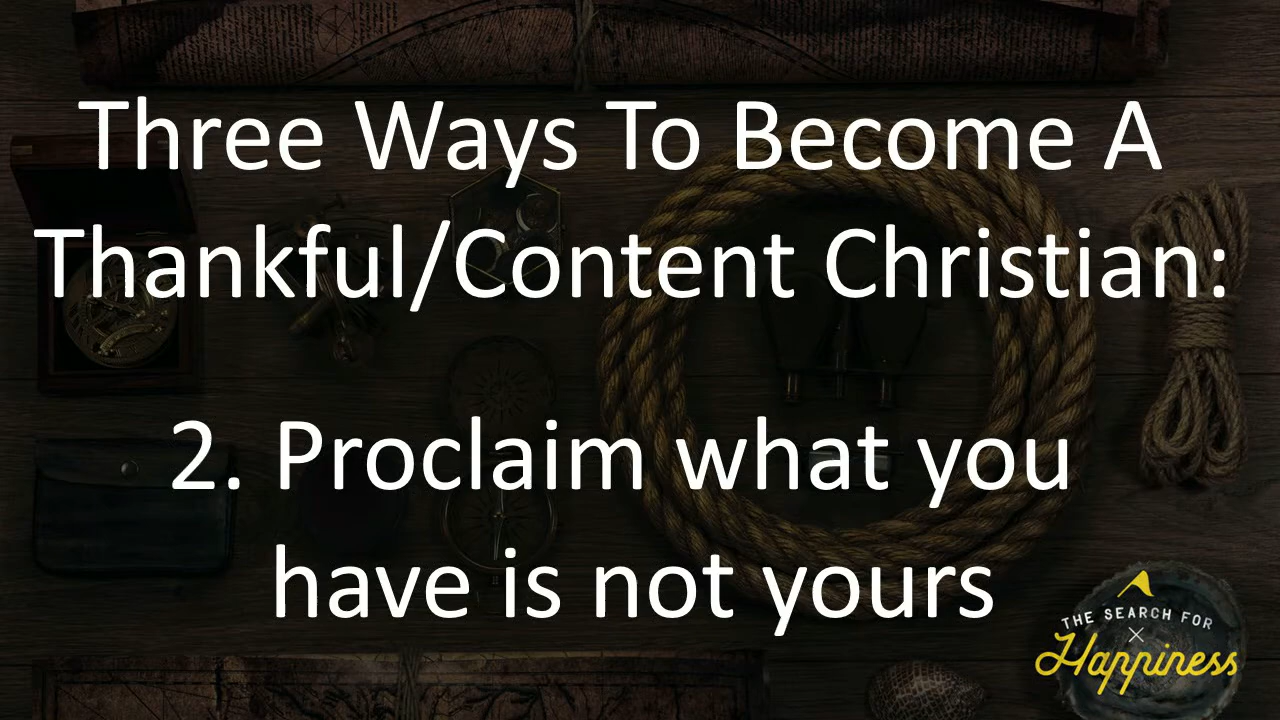 Three Ways To Become A
Thankful/Content Christian:
2. Proclaim what you
have is not yours
THE SEARCH FOR
Happiness